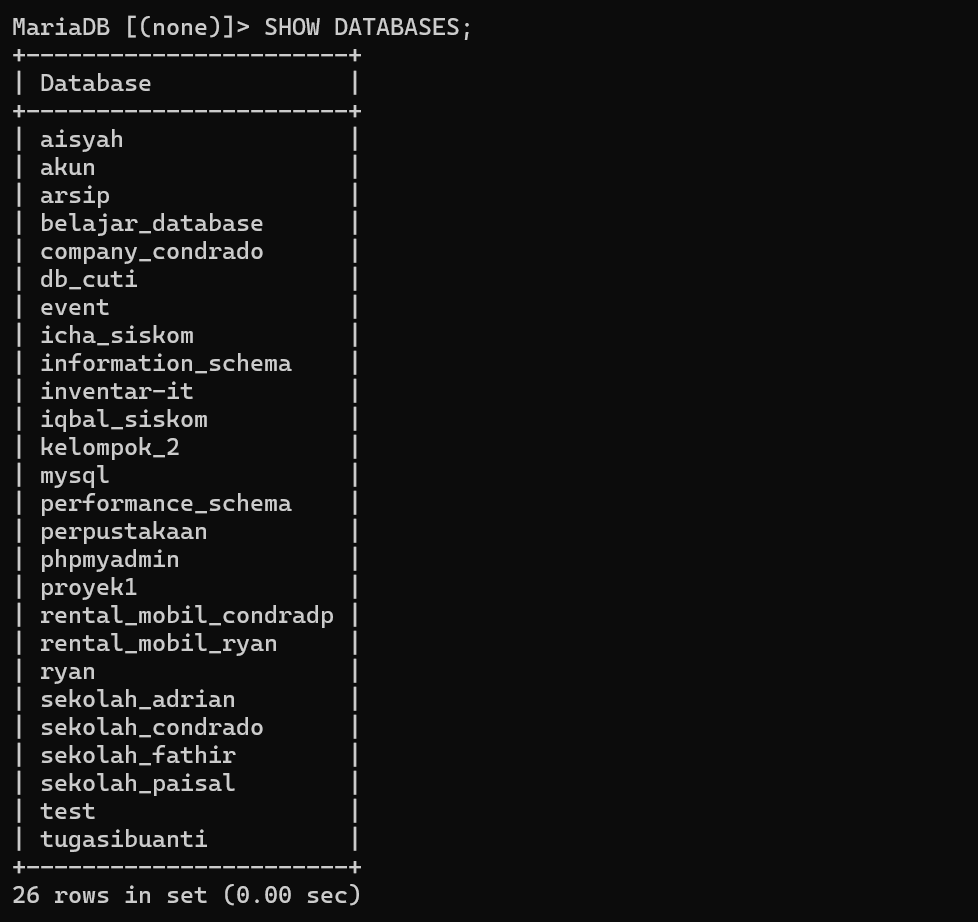 MariaDB [(none)]> SHOW DATABASES;
+-----------------------+
| Database              |
+-----------------------+
| aisyah                |
| akun                  |
| arsip                 |
| belajar_database      |
| company_condrado      |
| db_cuti               |
| event                 |
| icha_siskom           |
| information_schema    |
| inventar-it           |
| iqbal_siskom          |
| kelompok_2            |
| mysql                 |
| performance_schema    |
| perpustakaan          |
| phpmyadmin            |
| proyek1               |
| rental_mobil_condradp |
| rental_mobil_ryan     |
| ryan                  |
| sekolah_adrian        |
| sekolah_condrado      |
| sekolah_fathir        |
| sekolah_paisal        |
| test                  |
| tugasibuanti          |
+-----------------------+
26 rows in set (0.00 sec)